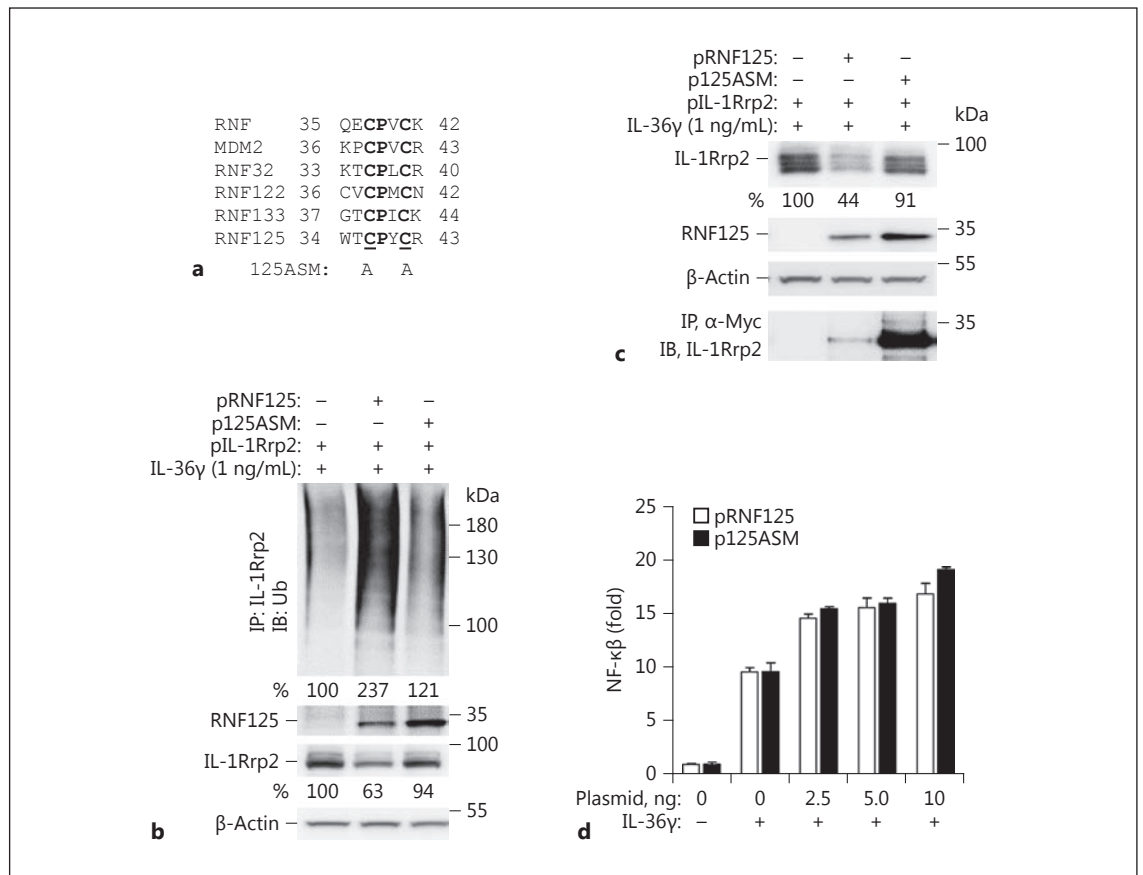 RNF 35 QECPVCK 42
MDM2 36 KPCPVCR 43
RNF32 33 KTCPLCR 40
RNF122 36 CVCPMCN 42
RNF133 37 GTCPICK 44
RNF125 34 WTCPYCR 43
a 125ASM: A A
pRNF125: – + –
p125ASM: – – +
pIL-1Rrp2: + + +
IL-36γ (1 ng/mL): + + +
kDa
180
130
100
IP: IL-1Rrp2
IB: Ub
% 100 237 121
RNF125 35
100
IL-1Rrp2
% 100 63 94
55
β-Actin
b
pRNF125: – + –
p125ASM: – – +
pIL-1Rrp2: + + +
kDa
IL-36γ (1 ng/mL): + + +
100
IL-1Rrp2
% 100 44 91
RNF125 35
55
β-Actin
IP, α-Myc 35
IB, IL-1Rrp2
c
25
20
15
10
5
0
NF-κβ (fold)
pRNF125
p125ASM
Plasmid, ng: 0 0 2.5 5.0 10
IL-36γ: – + + + +
d